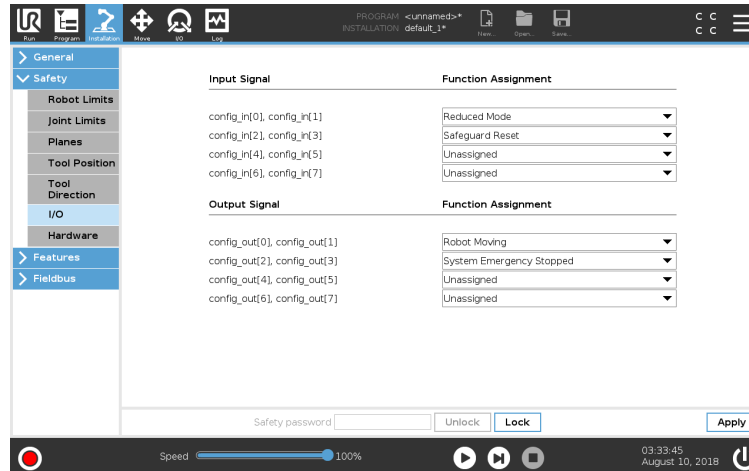 UR
PROGRAM <unnamed>*
INSTALLATION default_1*
C C
C C
Run Program Installation Move I/O Log New... Open... Save...
General
Safety
Robot Limits
Joint Limits
Planes
Tool Position
Tool
Direction
I/O
Hardware
Features
Fieldbus
Input Signal Function Assignment
config_in[0], config_in[1] Reduced Mode
config_in[2], config_in[3] Safeguard Reset
config_in[4], config_in[5] Unassigned
config_in[6], config_in[7] Unassigned
Output Signal Function Assignment
config_out[0], config_out[1] Robot Moving
config_out[2], config_out[3] System Emergency Stopped
config_out[4], config_out[5] Unassigned
config_out[6], config_out[7] Unassigned
Safety password Unlock Lock Apply
Speed 100% 03:33:45
August 10, 2018